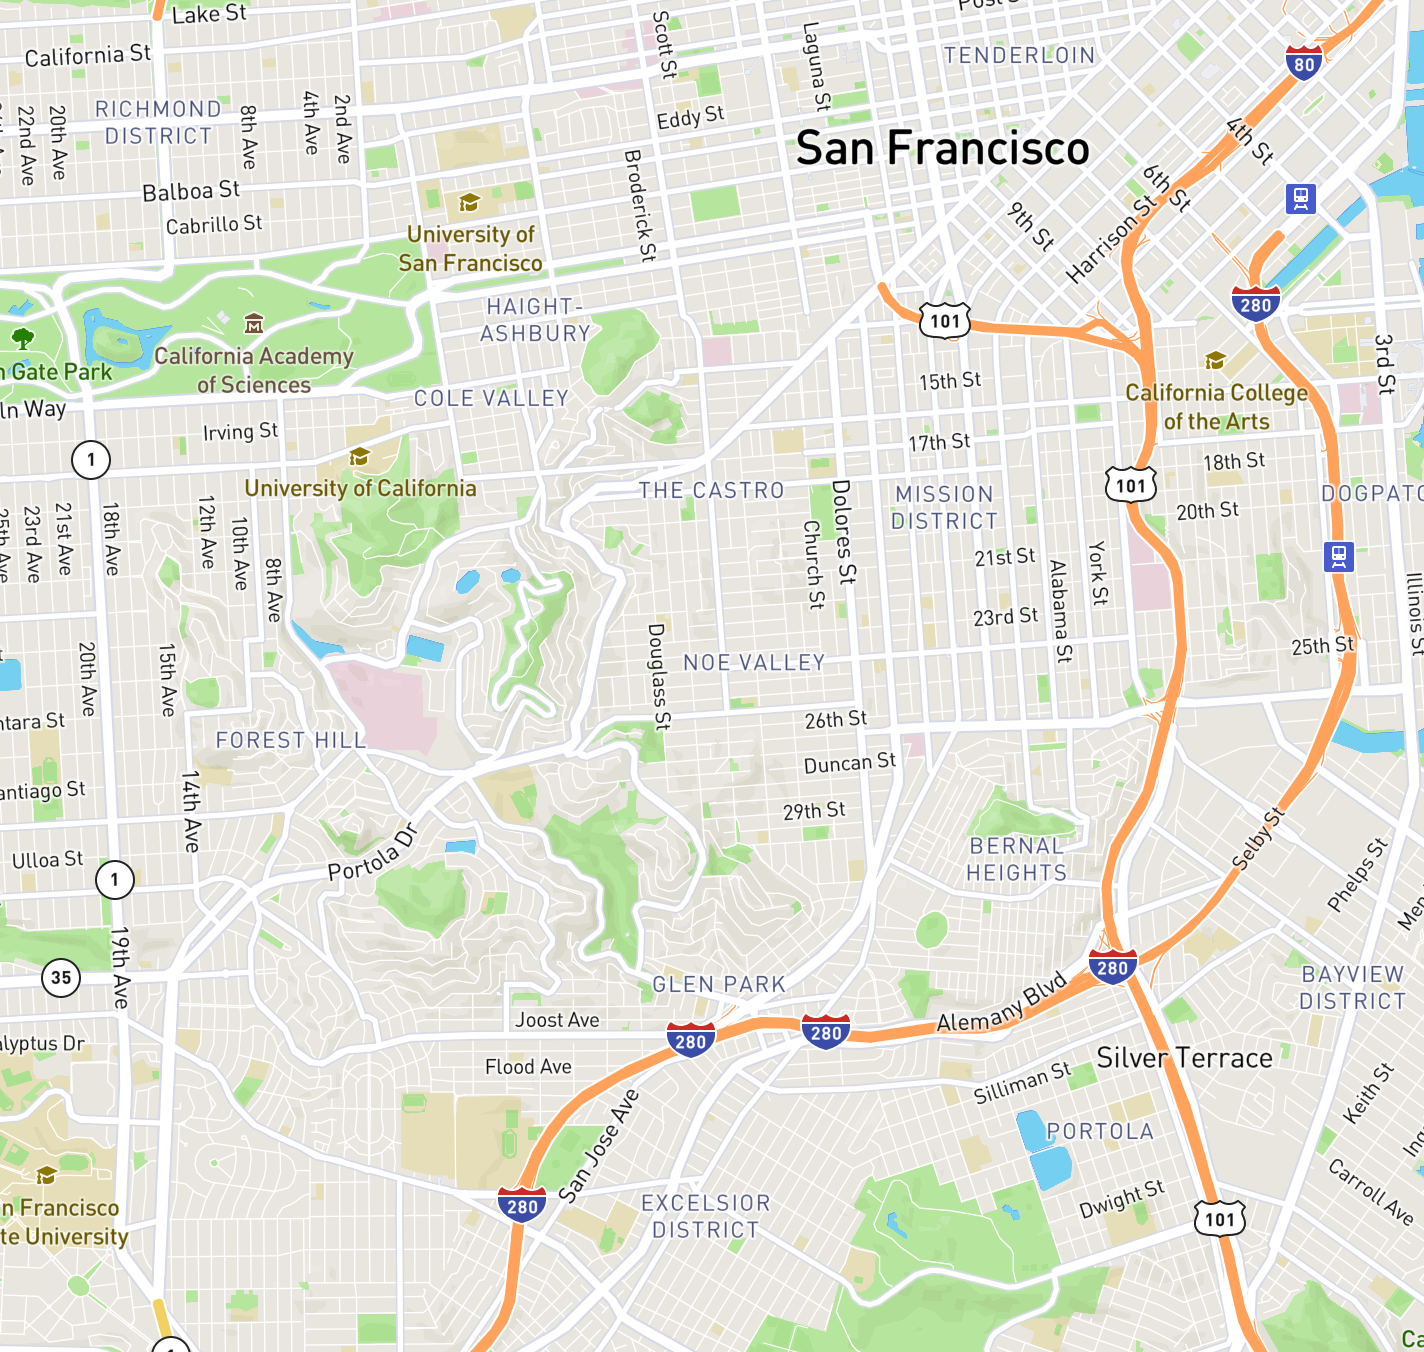 Lake St
California St
Scott St
Laguna St
TENDERLOIN
80
RICHMOND
DISTRICT
22nd Ave
20th Ave
8th Ave
4th Ave
2nd Ave
Eddy St
San Francisco
4th St
Balboa St
Cabrillo St
Broderick St
6th St
9th St
Harrison St
University of
San Francisco
HAIGHT-
ASHBURY
101
280
California Academy
of Sciences
Gate Park
3rd St
COLE VALLEY
15th St
California College
of the Arts
Way
Irving St
1
17th St
18th St
University of California
THE CASTRO
MISSION
DISTRICT
101
20th St
25th Ave
23rd Ave
21st Ave
18th Ave
12th Ave
10th Ave
8th Ave
Church St
Dolores St
21st St
23rd St
Alabama St
York St
Illinois St
25th St
20th Ave
15th Ave
Douglass St
NOE VALLEY
26th St
FOREST HILL
Duncan St
14th Ave
29th St
Ulloa St
Portola Dr
BERNAL
HEIGHTS
Selby St
Phelps St
1
19th Ave
35
GLEN PARK
280
BAYVIEW
DISTRICT
Joost Ave
280
280
Alemany Blvd
Dr
Flood Ave
Silver Terrace
Silliman St
San Jose Ave
Keith St
PORTOLA
Carroll Ave
San Francisco
University
280
EXCELSIOR
DISTRICT
Dwight St
101